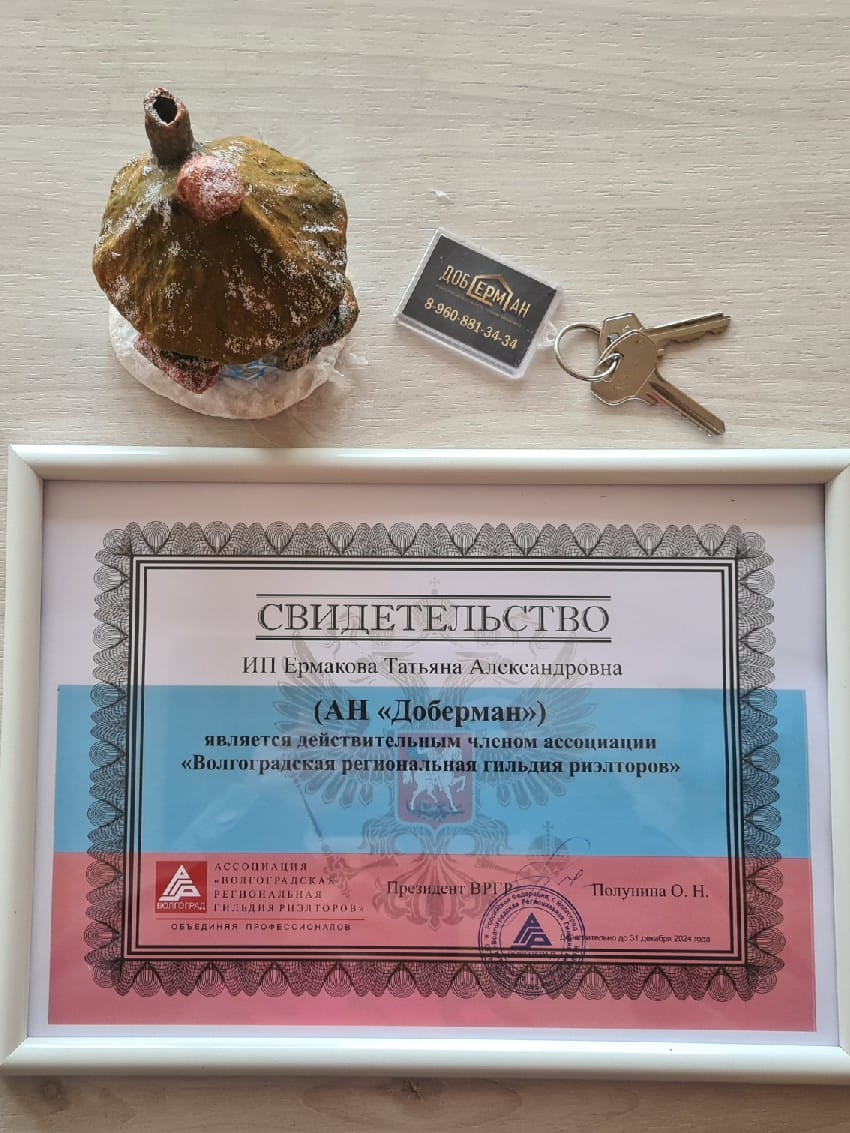 ДОБЕРМАН
8-960-881-34-34
СВИДЕТЕЛЬСТВО
ИП Ермакова Татьяна Александровна
(АН «Доберман»)
является действительным членом ассоциации
«Волгоградская региональная гильдия риэлторов»
ВОЛГОГРАД
АССОЦИАЦИЯ
«ВОЛГОГРАДСКАЯ
РЕГИОНАЛЬНАЯ
ГИЛЬДИЯ РИЭЛТОРОВ»
ОБЪЕДИНЯЯ ПРОФЕССИОНАЛОВ
Президент ВРГР
Полунина О. Н.
Действительно до 31 декабря 2024 года